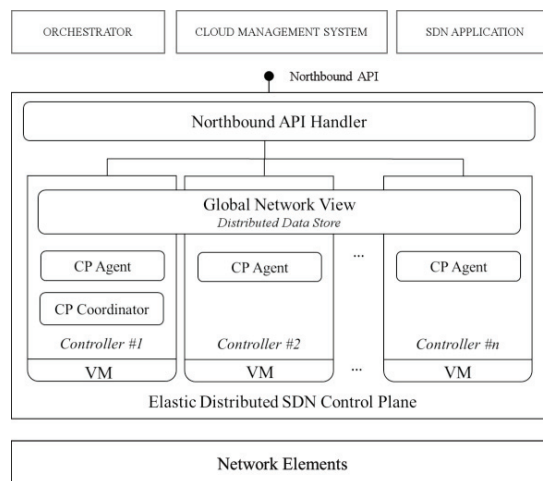 ORCHESTRATOR
CLOUD MANAGEMENT SYSTEM
SDN APPLICATION
Northbound API
Northbound API Handler
Global Network View
Distributed Data Store
CP Agent
CP Agent
...
CP Agent
CP Coordinator
Controller #1
Controller #2
Controller #n
VM
VM
...
VM
Elastic Distributed SDN Control Plane
Network Elements